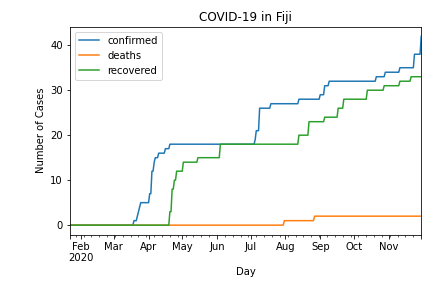 COVID-19 in Fiji
confirmed
deaths
recovered
Number of Cases
40
30
20
10
0
Feb Mar Apr May Jun Jul Aug Sep Oct Nov
2020
Day